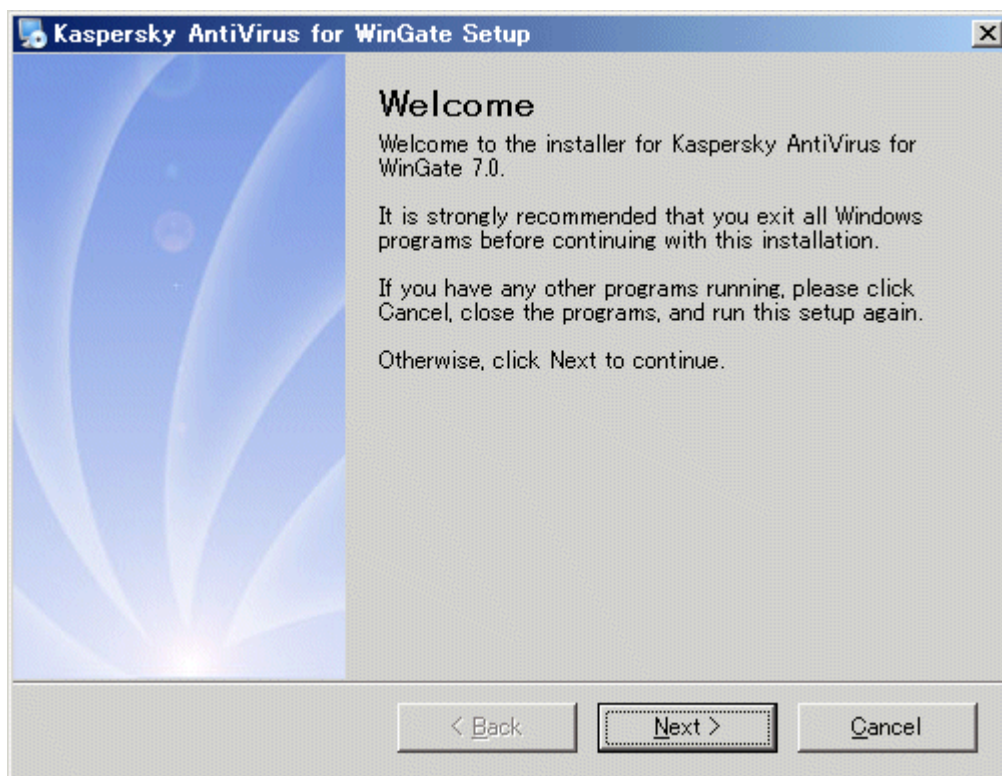 Kaspersky AntiVirus for WinGate Setup
Welcome
Welcome to the installer for Kaspersky AntiVirus for
WinGate 7.0.
It is strongly recommended that you exit all Windows
programs before continuing with this installation.
If you have any other programs running, please click
Cancel, close the programs, and run this setup again.
Otherwise, click Next to continue.
< Back
Next >
Cancel